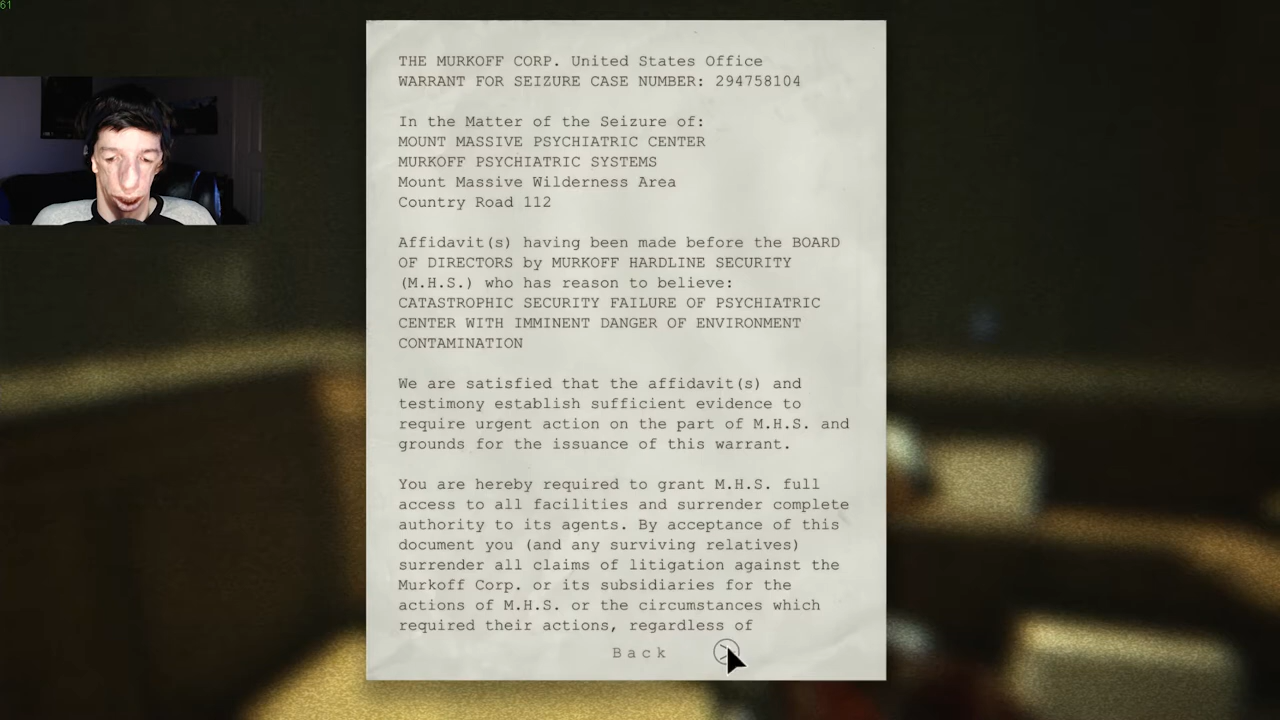 61
THE MURKOFF CORP. United States Office
WARRANT FOR SEIZURE CASE NUMBER: 294758104
In the Matter of the Seizure of:
MOUNT MASSIVE PSYCHIATRIC CENTER
MURKOFF PSYCHIATRIC SYSTEMS
Mount Massive Wilderness Area
Country Road 112
Affidavit(s) having been made before the BOARD
OF DIRECTORS by MURKOFF HARDLINE SECURITY
(M.H.S.) who has reason to believe:
CATASTROPHIC SECURITY FAILURE OF PSYCHIATRIC
CENTER WITH IMMINENT DANGER OF ENVIRONMENT
CONTAMINATION
We are satisfied that the affidavit(s) and
testimony establish sufficient evidence to
require urgent action on the part of M.H.S. and
grounds for the issuance of this warrant.
You are hereby required to grant M.H.S. full
access to all facilities and surrender complete
authority to its agents. By acceptance of this
document you (and any surviving relatives)
surrender all claims of litigation against the
Murkoff Corp. or its subsidiaries for the
actions of M.H.S. or the circumstances which
required their actions, regardless of
Back